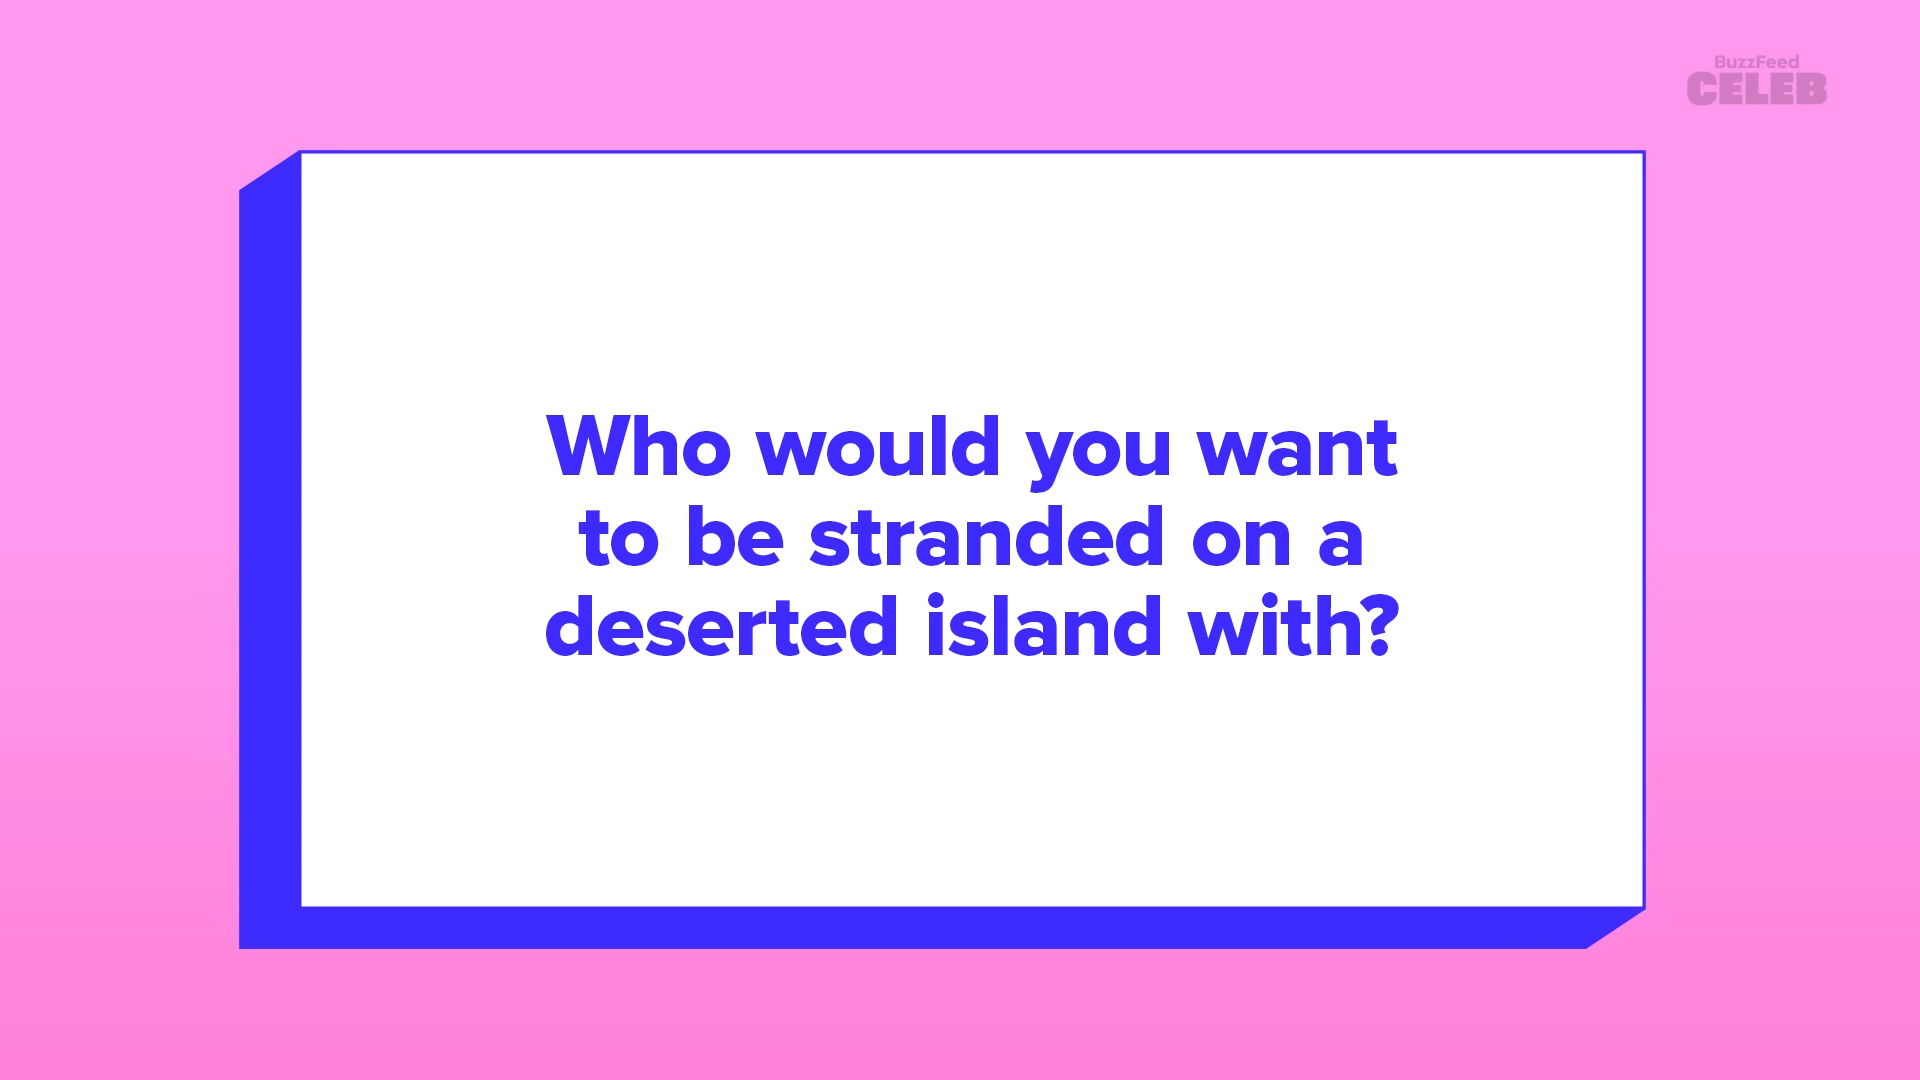 BuzzFeed
CELEB
Who would you want
to be stranded on a
deserted island with?